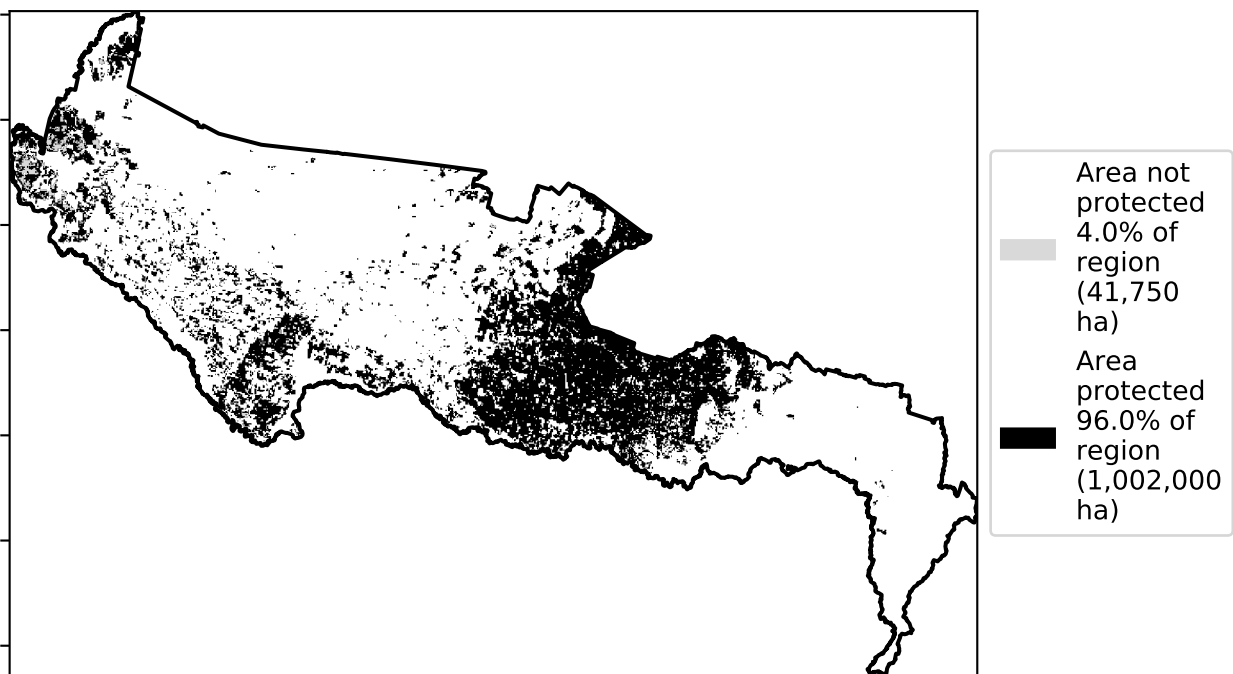 Area not
protected
4.0% of
region
(41,750
ha)
Area
protected
96.0% of
region
(1,002,000
ha)